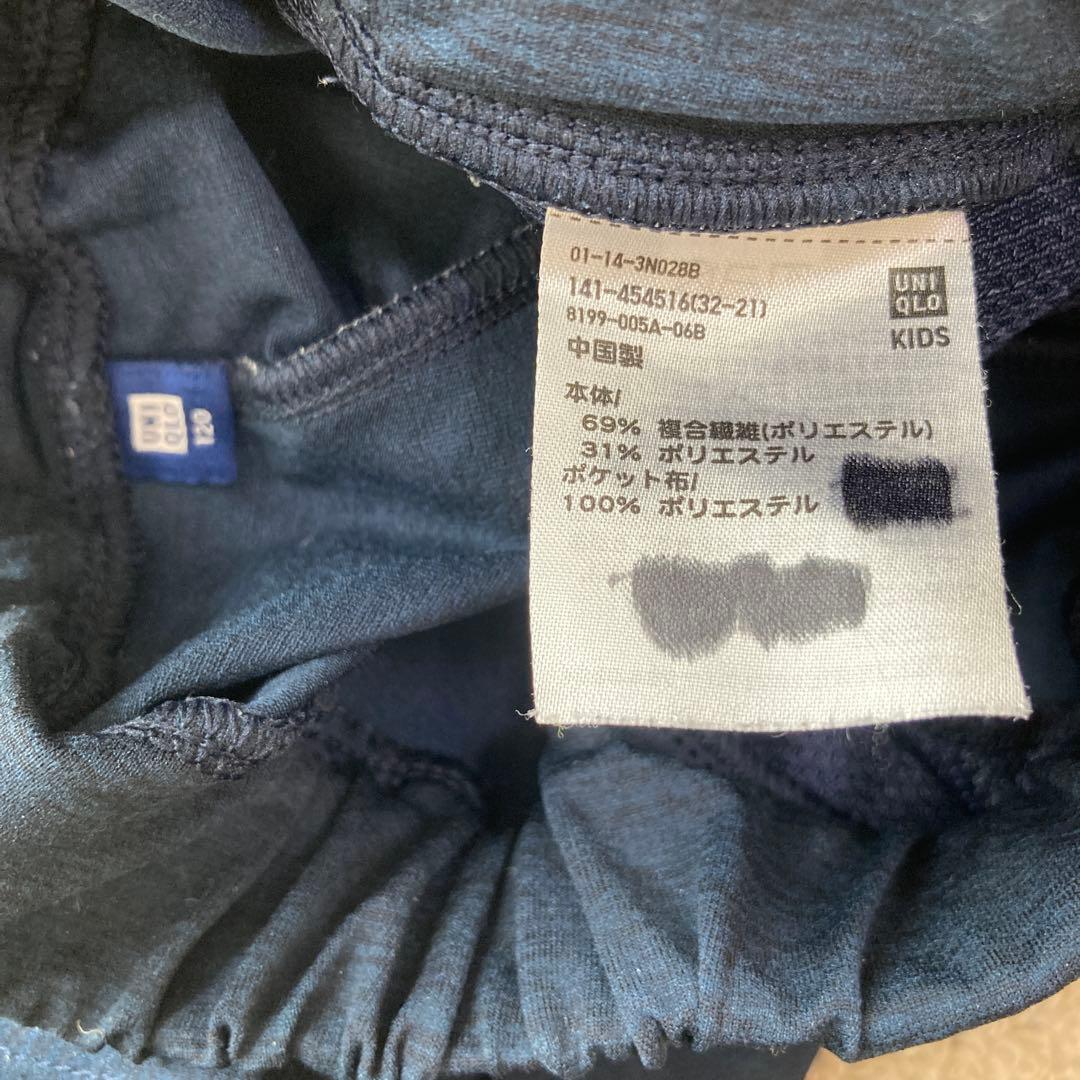 01-14-3N028B
141-454516(32-21)
8199-005A-06B
中国製
UNI
QLO
KIDS
本体/
69% 複合繊維(ポリエステル)
31% ポリエステル
ポケット布/
100% ポリエステル
UNI
QLO
120